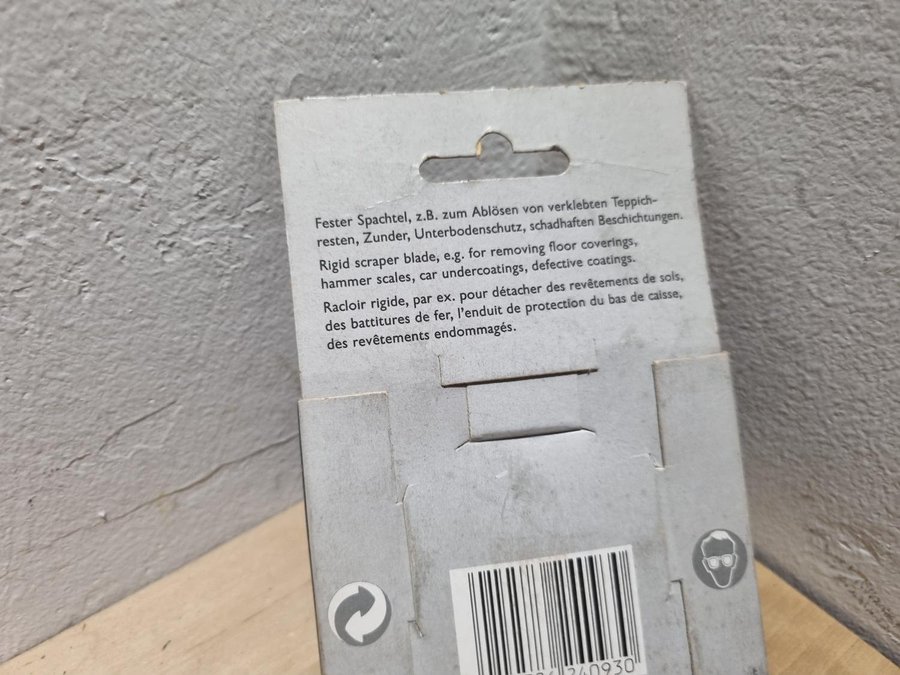 Fester Spachtel, z.B. zum Ablösen von verklebten Teppich-
resten, Zunder, Unterbodenschutz, schadhaften Beschichtungen.
Rigid scraper blade, e.g. for removing floor coverings,
hammer scales, car undercoatings, defective coatings.
Racloir rigide, par ex. pour détacher des revêtements de sols,
des battitures de fer, l'enduit de protection du bas de caisse,
des revêtements endommagés.
240930